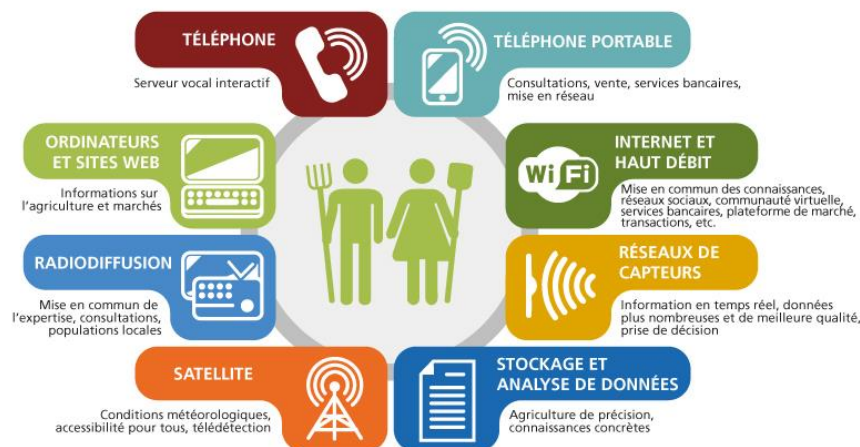 TÉLÉPHONE
Serveur vocal interactif
TÉLÉPHONE PORTABLE
Consultations, vente, services bancaires,
mise en réseau
ORDINATEURS
ET SITES WEB
Informations sur
l'agriculture et marchés
Wi Fi
INTERNET ET
HAUT DÉBIT
Mise en commun des connaissances,
réseaux sociaux, communauté virtuelle,
services bancaires, plateforme de marché,
transactions, etc.
RADIODIFFUSION
Mise en commun de
l'expertise, consultations,
populations locales
RÉSEAUX DE
CAPTEURS
Information en temps réel, données
plus nombreuses et de meilleure qualité,
prise de décision
SATELLITE
Conditions météorologiques,
accessibilité pour tous, télédétection
STOCKAGE ET
ANALYSE DE DONNÉES
Agriculture de précision,
connaissances concrètes